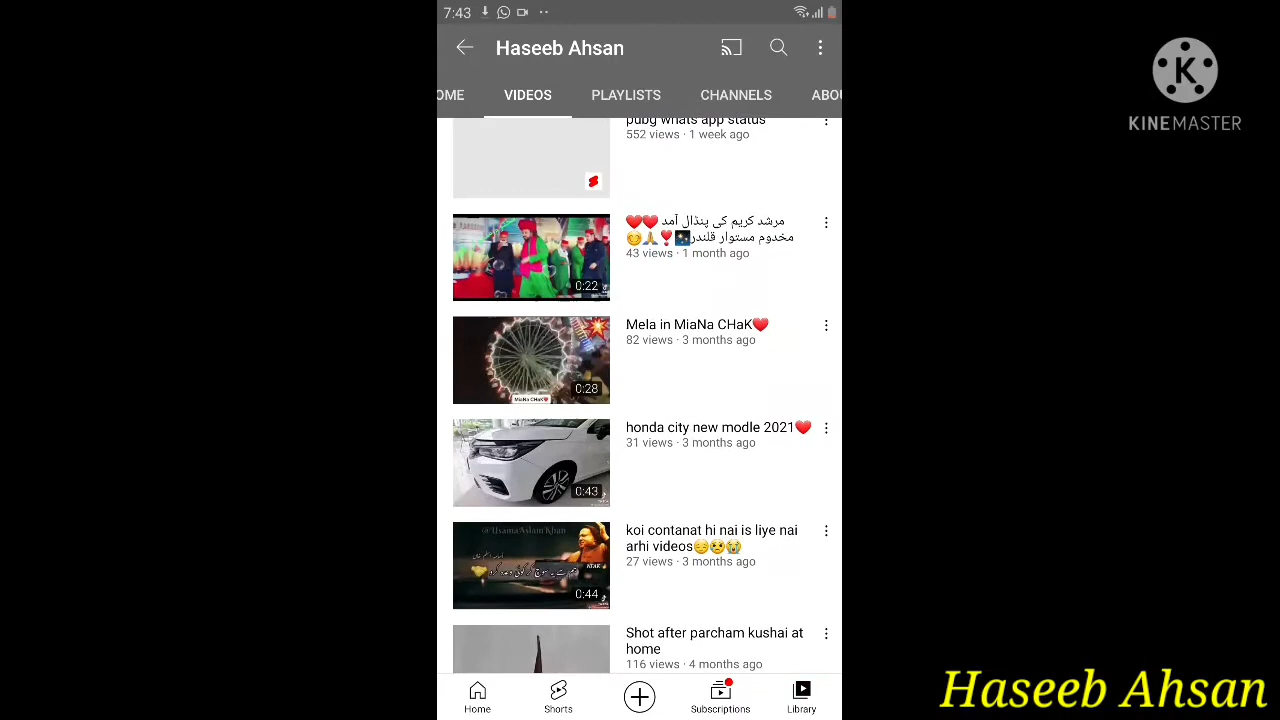 7:43
Haseeb Ahsan
OME VIDEOS PLAYLISTS CHANNELS ABOU
pubg whats app status
552 views · 1 week ago
مرشد کریم کی پنڈال آمد ❤️❤️
مخدوم مستوار قلندر🎇❣️🙏😊
43 views · 1 month ago
0:22
Mela in MiaNa CHaK❤️
82 views · 3 months ago
MiaNa CHaK❤️
0:28
honda city new modle 2021❤️
31 views · 3 months ago
0:43
koi contanat hi nai is liye nai
arhi videos😔😢😭
27 views · 3 months ago
@UsamaAslamKhan
0:44
Shot after parcham kushai at
home
116 views · 4 months ago
Home Shorts Subscriptions Library
K
KINEMASTER
Haseeb Ahsan